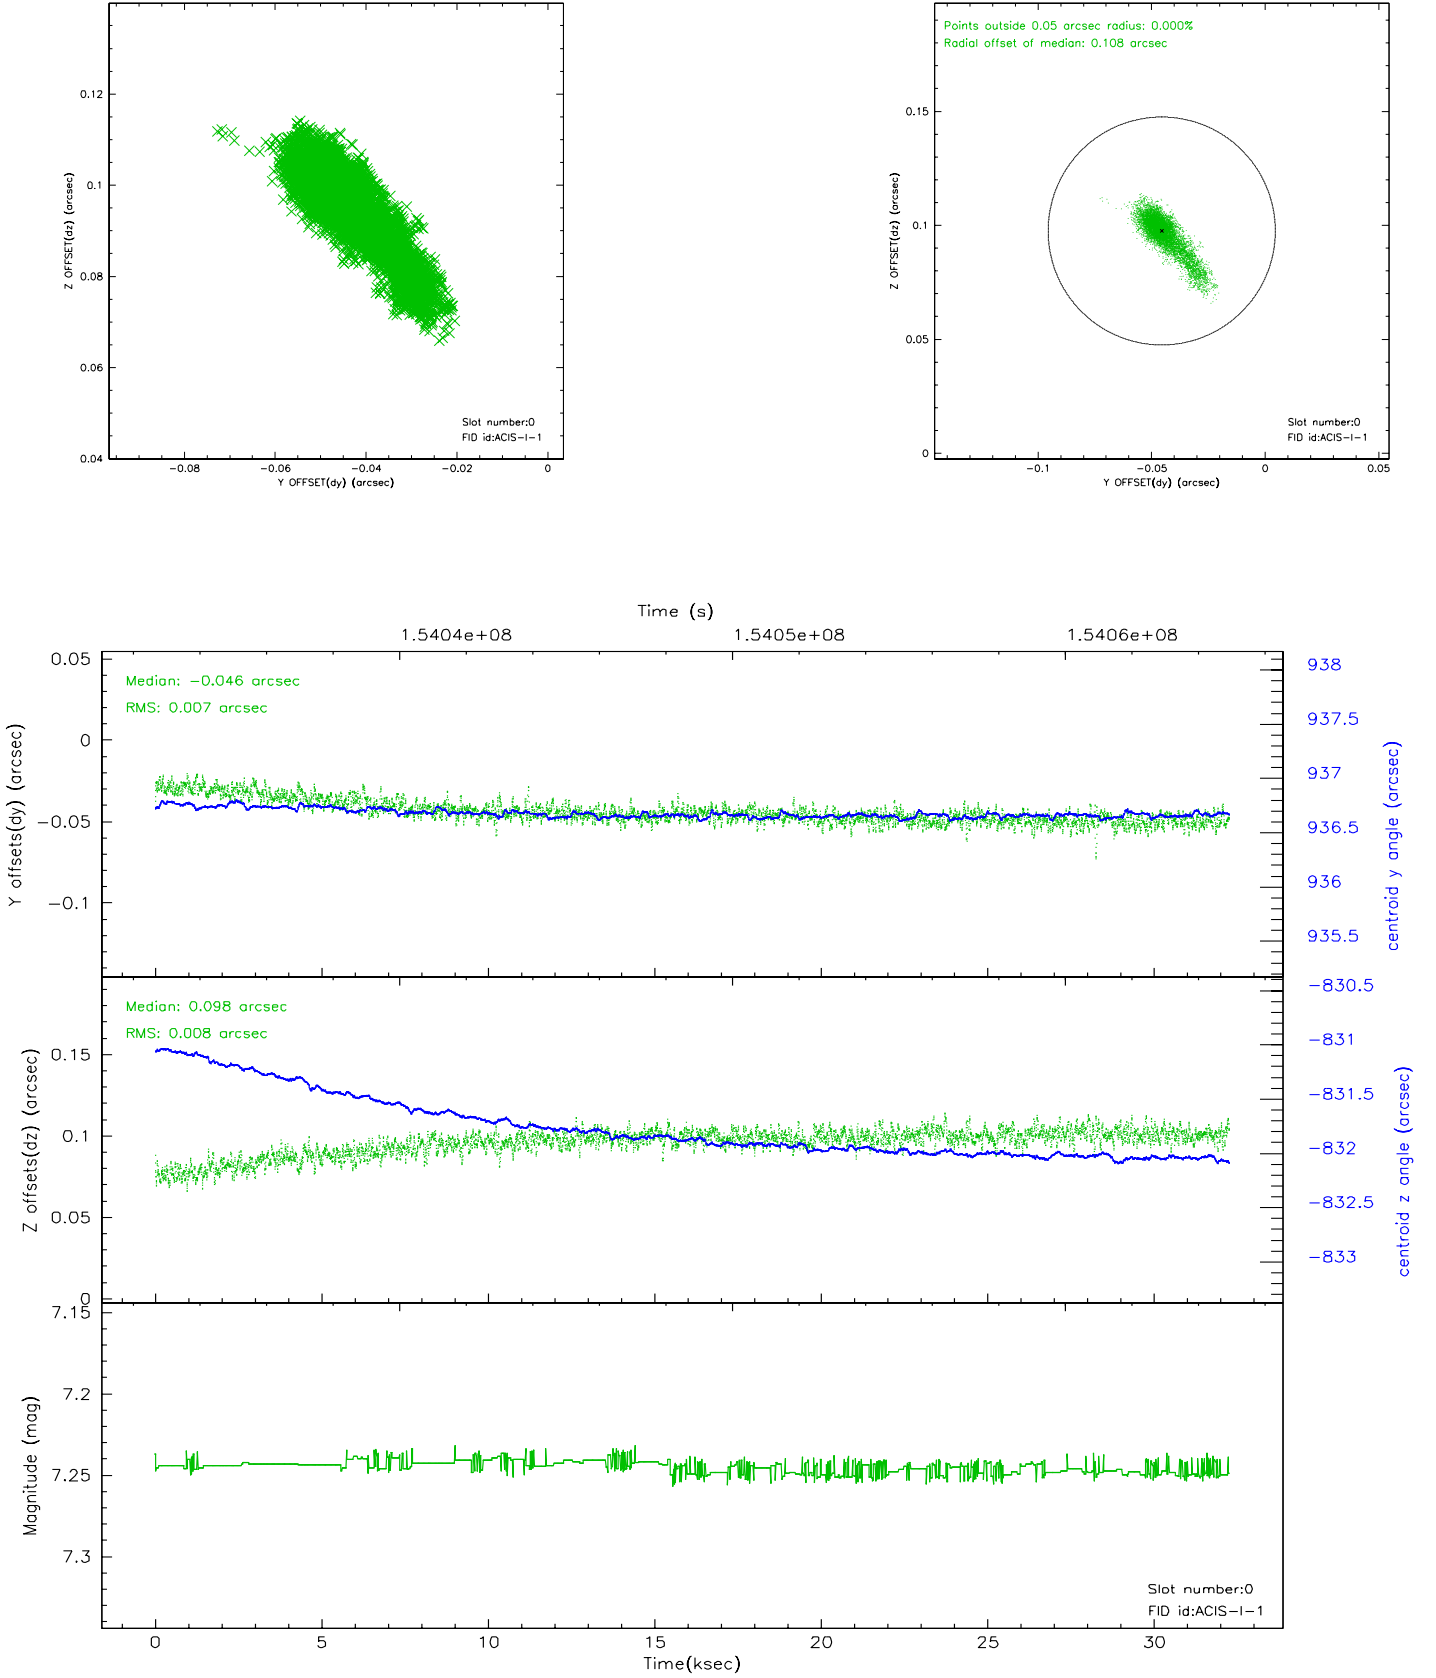 0.12
0.1
0.08
0.06
0.04
Z OFFSET(dz) (arcsec)
Slot number:0
FID id:ACIS-I-1
-0.08
-0.06
-0.04
-0.02
0
Y OFFSET(dy) (arcsec)
Points outside 0.05 arcsec radius: 0.000%
Radial offset of median: 0.108 arcsec
0.15
0.1
0.05
0
Z OFFSET(dz) (arcsec)
Slot number:0
FID id:ACIS-I-1
-0.1
-0.05
0
0.05
Y OFFSET(dy) (arcsec)
Time (s)
1.5404e+08
1.5405e+08
1.5406e+08
Median: -0.046 arcsec
RMS: 0.007 arcsec
0.05
0
-0.05
-0.1
Y offsets(dy) (arcsec)
938
937.5
937
936.5
936
935.5
centroid y angle (arcsec)
Median: 0.098 arcsec
RMS: 0.008 arcsec
0.15
0.1
0.05
0
Z offsets(dz) (arcsec)
-830.5
-831
-831.5
-832
-832.5
-833
centroid z angle (arcsec)
7.15
7.2
7.25
7.3
Magnitude (mag)
Slot number:0
FID id:ACIS-I-1
0
5
10
15
20
25
30
Time(ksec)